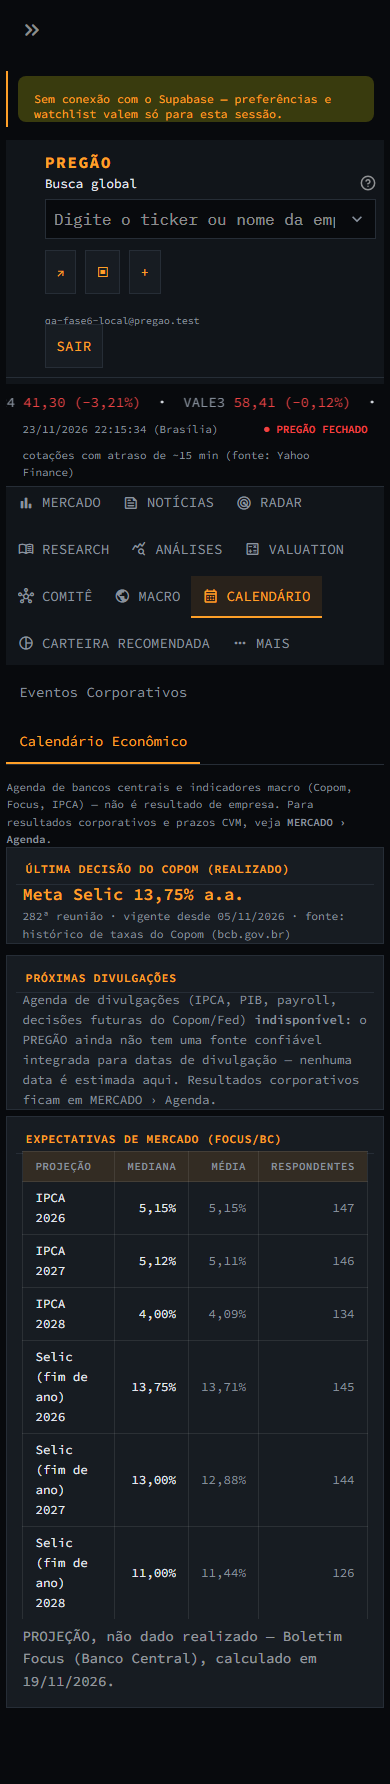 Sem conexão com o Supabase — preferências e
watchlist valem só para esta sessão.
PREGÃO
Busca global
Digite o ticker ou nome da
qa-fase6-local@pregao.test
SAIR
4 41,30 (-3,21%) • VALE3 58,41 (-0,12%) •
23/11/2026 22:15:34 (Brasília) ● PREGÃO FECHADO
cotações com atraso de ~15 min (fonte: Yahoo
Finance)
MERCADO NOTÍCIAS RADAR
RESEARCH ANÁLISES VALUATION
COMITÊ MACRO CALENDÁRIO
CARTEIRA RECOMENDADA MAIS
Eventos Corporativos
Calendário Econômico
Agenda de bancos centrais e indicadores macro (Copom,
Focus, IPCA) — não é resultado de empresa. Para
resultados corporativos e prazos CVM, veja MERCADO ›
Agenda.
ÚLTIMA DECISÃO DO COPOM (REALIZADO)
Meta Selic 13,75% a.a.
282ª reunião · vigente desde 05/11/2026 · fonte:
histórico de taxas do Copom (bcb.gov.br)
PRÓXIMAS DIVULGAÇÕES
Agenda de divulgações (IPCA, PIB, payroll,
decisões futuras do Copom/Fed) indisponível: o
PREGÃO ainda não tem uma fonte confiável
integrada para datas de divulgação — nenhuma
data é estimada aqui. Resultados corporativos
ficam em MERCADO › Agenda.
EXPECTATIVAS DE MERCADO (FOCUS/BC)
PROJEÇÃO MEDIANA MÉDIA RESPONDENTES
IPCA
2026 5,15% 5,15% 147
IPCA
2027 5,12% 5,11% 146
IPCA
2028 4,00% 4,09% 134
Selic
(fim de
ano)
2026 13,75% 13,71% 145
Selic
(fim de
ano)
2027 13,00% 12,88% 144
Selic
(fim de
ano)
2028 11,00% 11,44% 126
PROJEÇÃO, não dado realizado — Boletim
Focus (Banco Central), calculado em
19/11/2026.